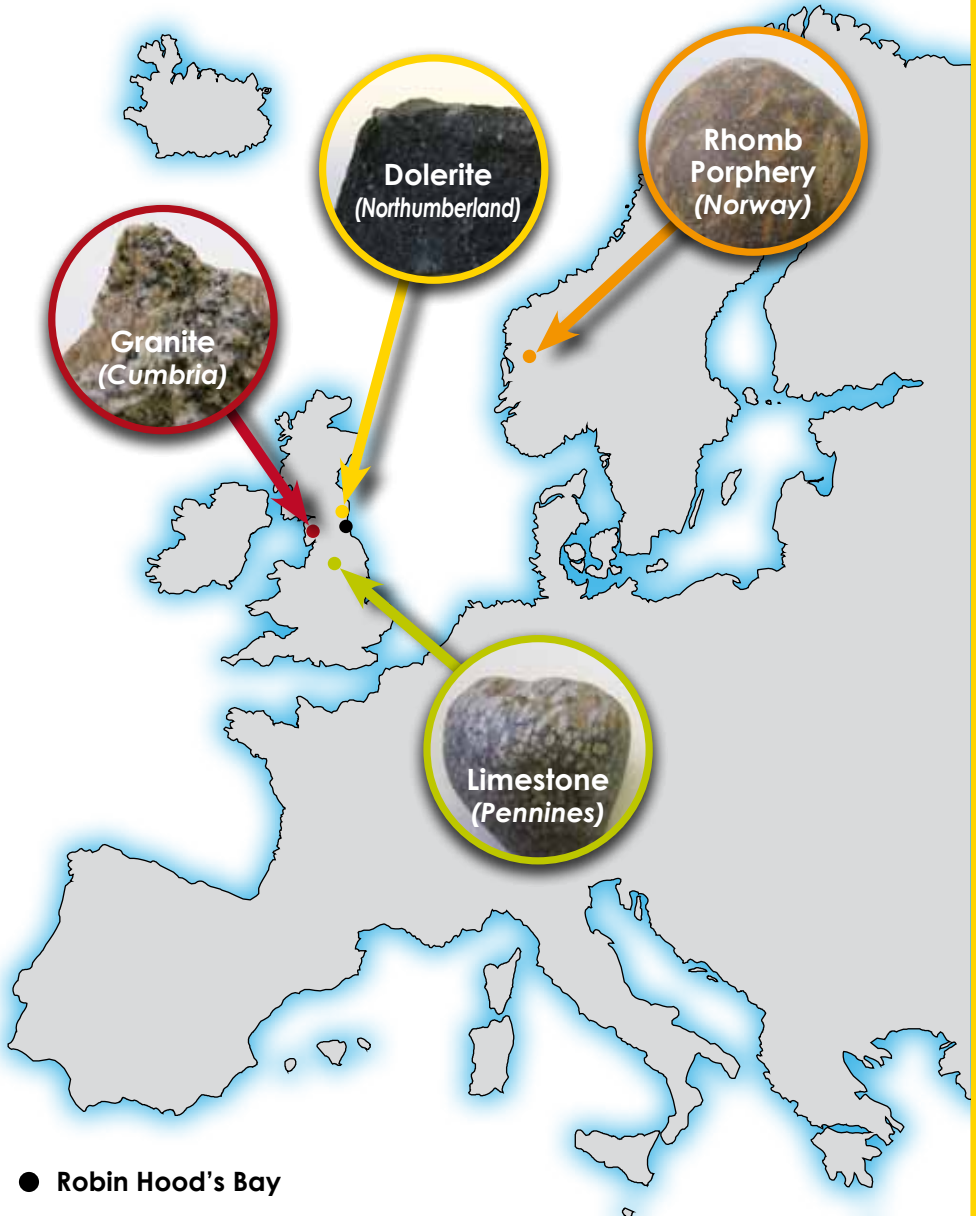 Dolerite
(Northumberland)
Rhomb
Porphery
(Norway)
Granite
(Cumbria)
Limestone
(Pennines)
Robin Hood's Bay